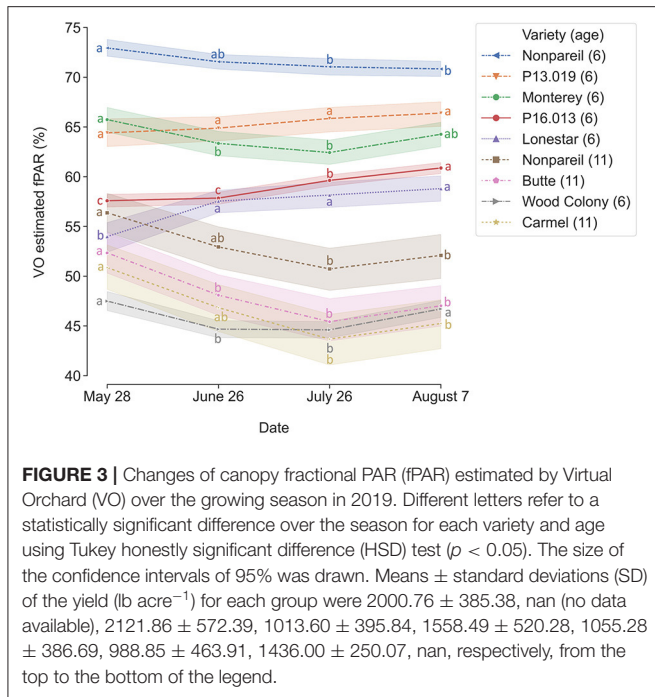 75
70
65
60
55
50
45
40
VO estimated fPAR (%)
May 28
June 26
July 26
August 7
Date
a
ab
b
b
a
a
a
a
a
b
b
ab
c
c
b
a
b
a
a
a
a
ab
b
b
a
b
b
b
a
ab
b
b
a
b
b
a
Variety (age)
Nonpareil (6)
P13.019 (6)
Monterey (6)
P16.013 (6)
Lonestar (6)
Nonpareil (11)
Butte (11)
Wood Colony (6)
Carmel (11)
FIGURE 3 | Changes of canopy fractional PAR (fPAR) estimated by Virtual
Orchard (VO) over the growing season in 2019. Different letters refer to a
statistically significant difference over the season for each variety and age
using Tukey honestly significant difference (HSD) test (p < 0.05). The size of
the confidence intervals of 95% was drawn. Means ± standard deviations (SD)
of the yield (lb acre−1) for each group were 2000.76 ± 385.38, nan (no data
available), 2121.86 ± 572.39, 1013.60 ± 395.84, 1558.49 ± 520.28, 1055.28
± 386.69, 988.85 ± 463.91, 1436.00 ± 250.07, nan, respectively, from the
top to the bottom of the legend.